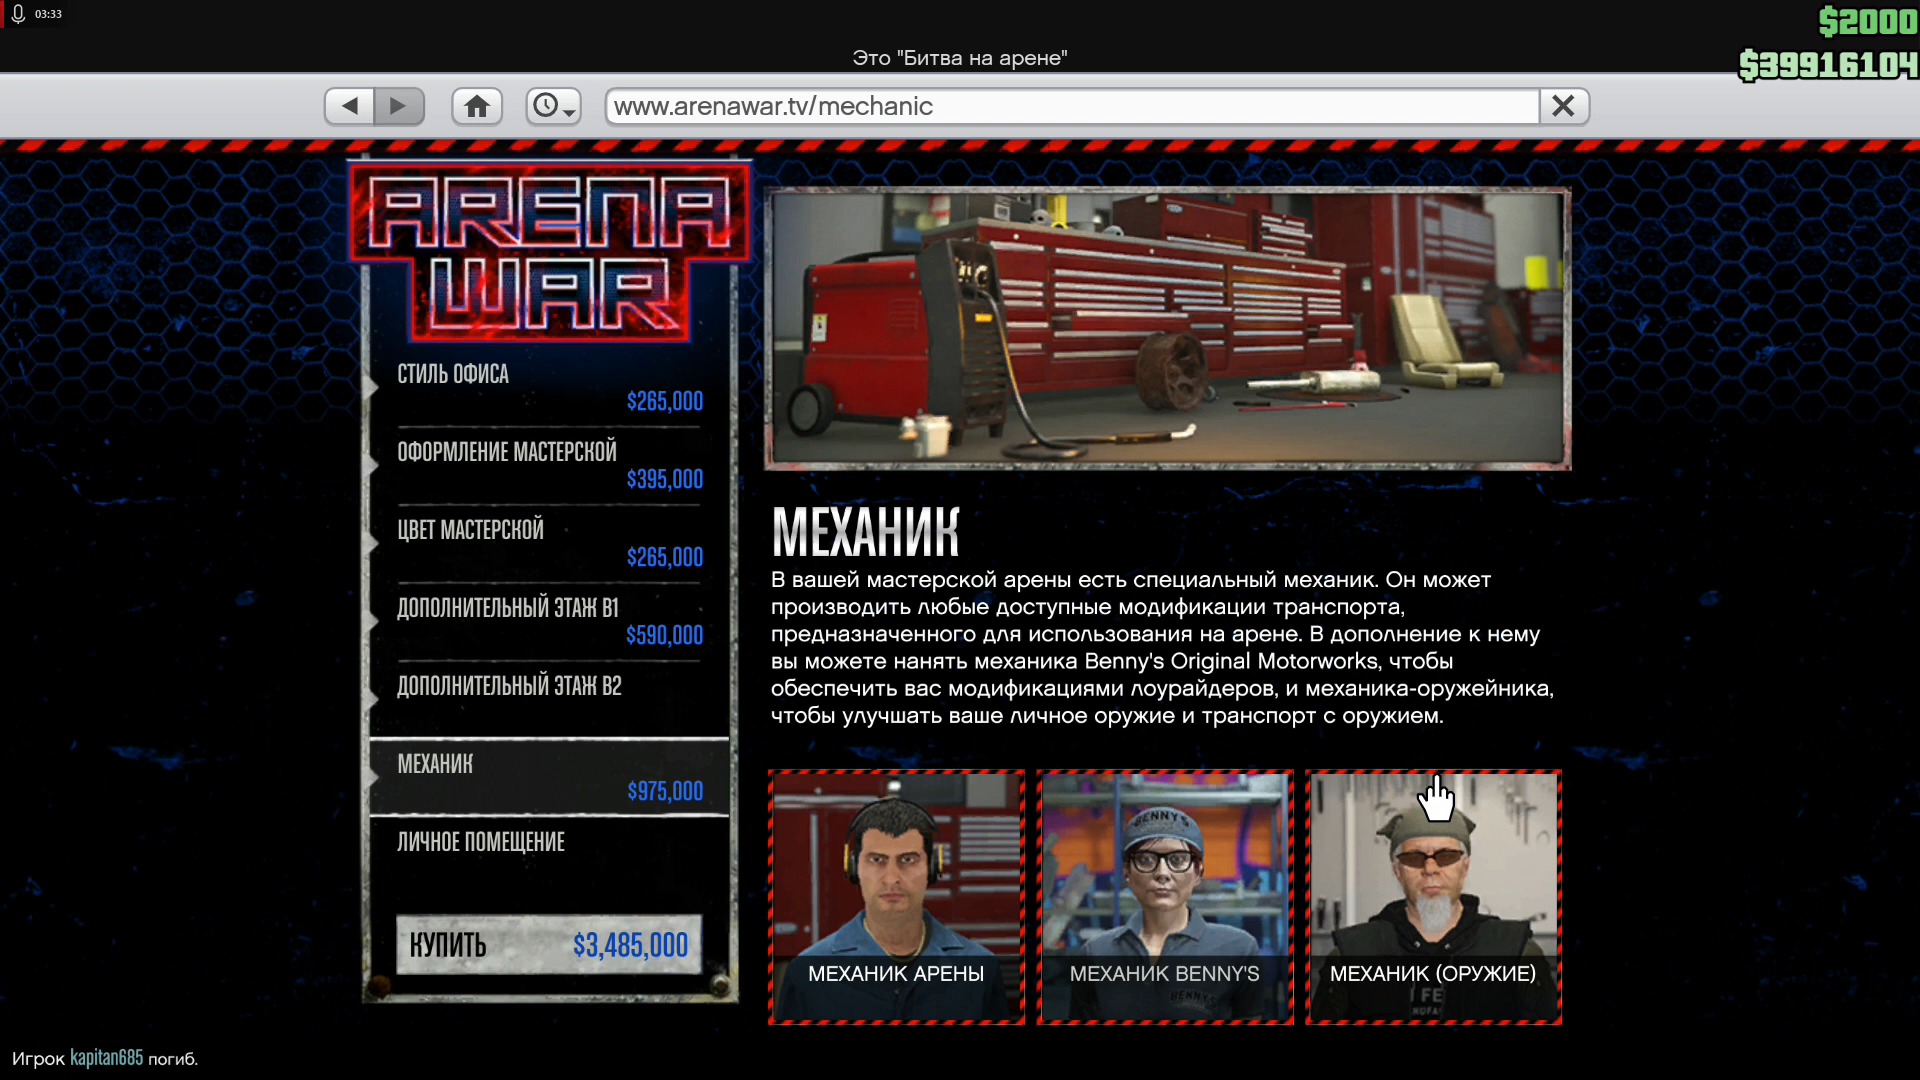 03:33
$2000
Это "Битва на арене"
$39916104
www.arenawar.tv/mechanic
ARENA
WAR
СТИЛЬ ОФИСА
$265,000
ОФОРМЛЕНИЕ МАСТЕРСКОЙ
$395,000
ЦВЕТ МАСТЕРСКОЙ
$265,000
ДОПОЛНИТЕЛЬНЫЙ ЭТАЖ B1
$590,000
ДОПОЛНИТЕЛЬНЫЙ ЭТАЖ B2
МЕХАНИК
$975,000
ЛИЧНОЕ ПОМЕЩЕНИЕ
КУПИТЬ $3,485,000
МЕХАНИК
В вашей мастерской арены есть специальный механик. Он может
производить любые доступные модификации транспорта,
предназначенного для использования на арене. В дополнение к нему
вы можете нанять механика Benny's Original Motorworks, чтобы
обеспечить вас модификациями лоурайдеров, и механика-оружейника,
чтобы улучшать ваше личное оружие и транспорт с оружием.
BENNY'S
BENNY'S
МЕХАНИК АРЕНЫ
МЕХАНИК BENNY'S
МЕХАНИК (ОРУЖИЕ)
Игрок kapitan685 погиб.